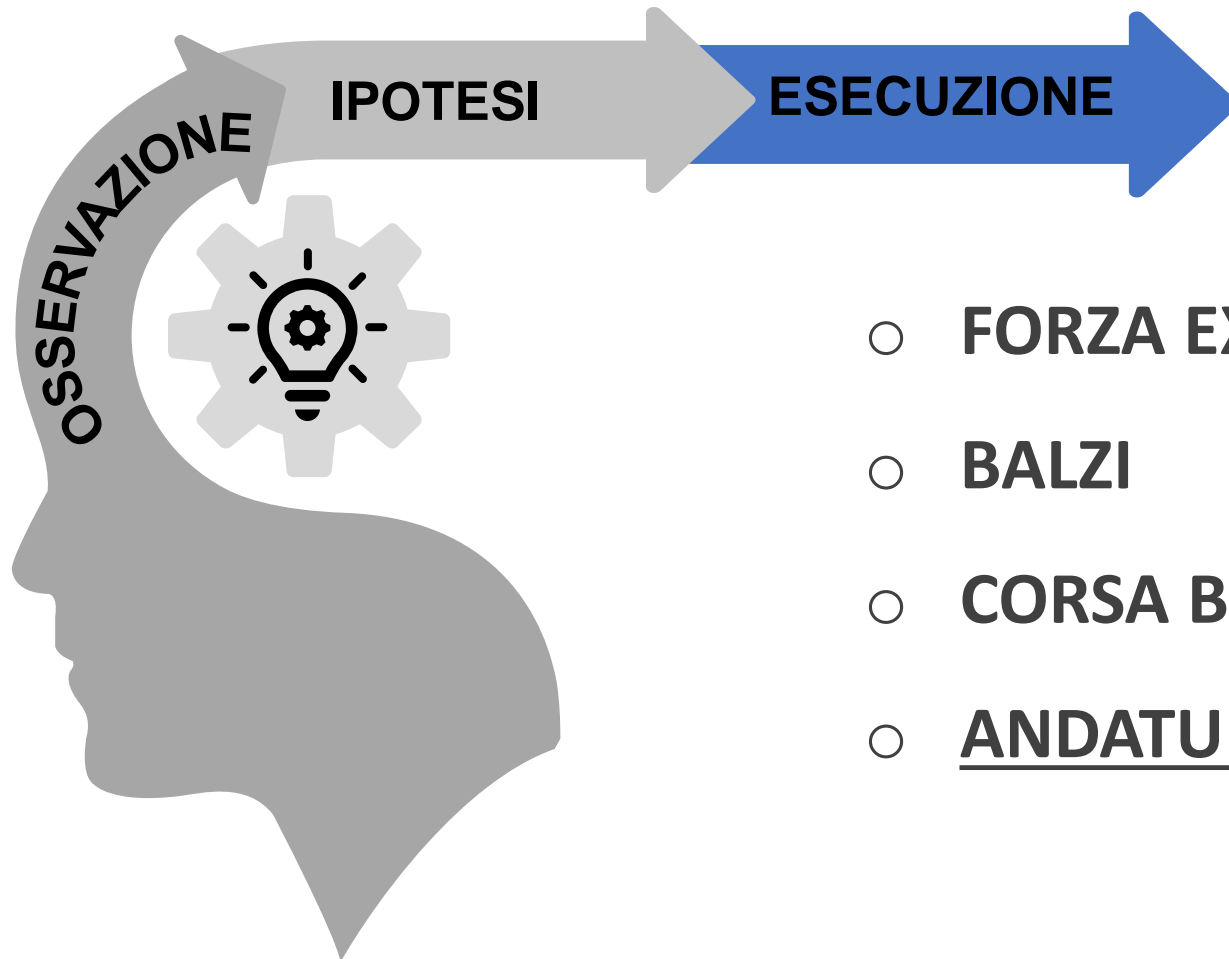 OSSERVAZIONE
IPOTESI
ESECUZIONE
FORZA EX
BALZI
CORSA B
ANDATU